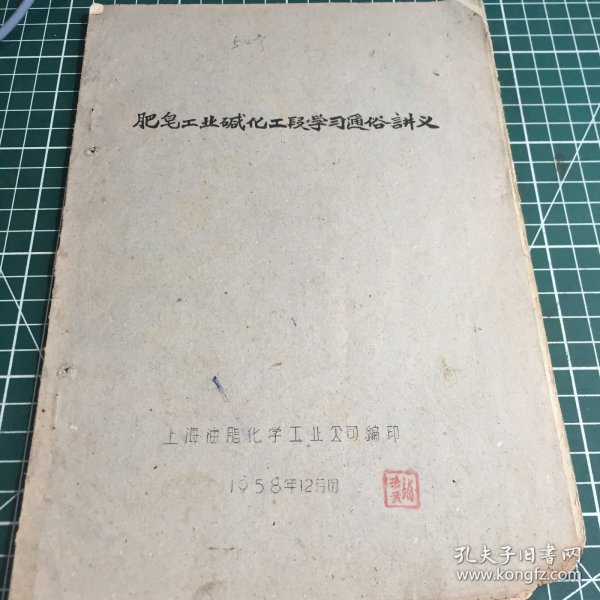 肥皂工业碱化工段学习通俗講义
上海油脂化学工业公司編印
1958年12月份
孔夫子旧書网
www.kongfz.com